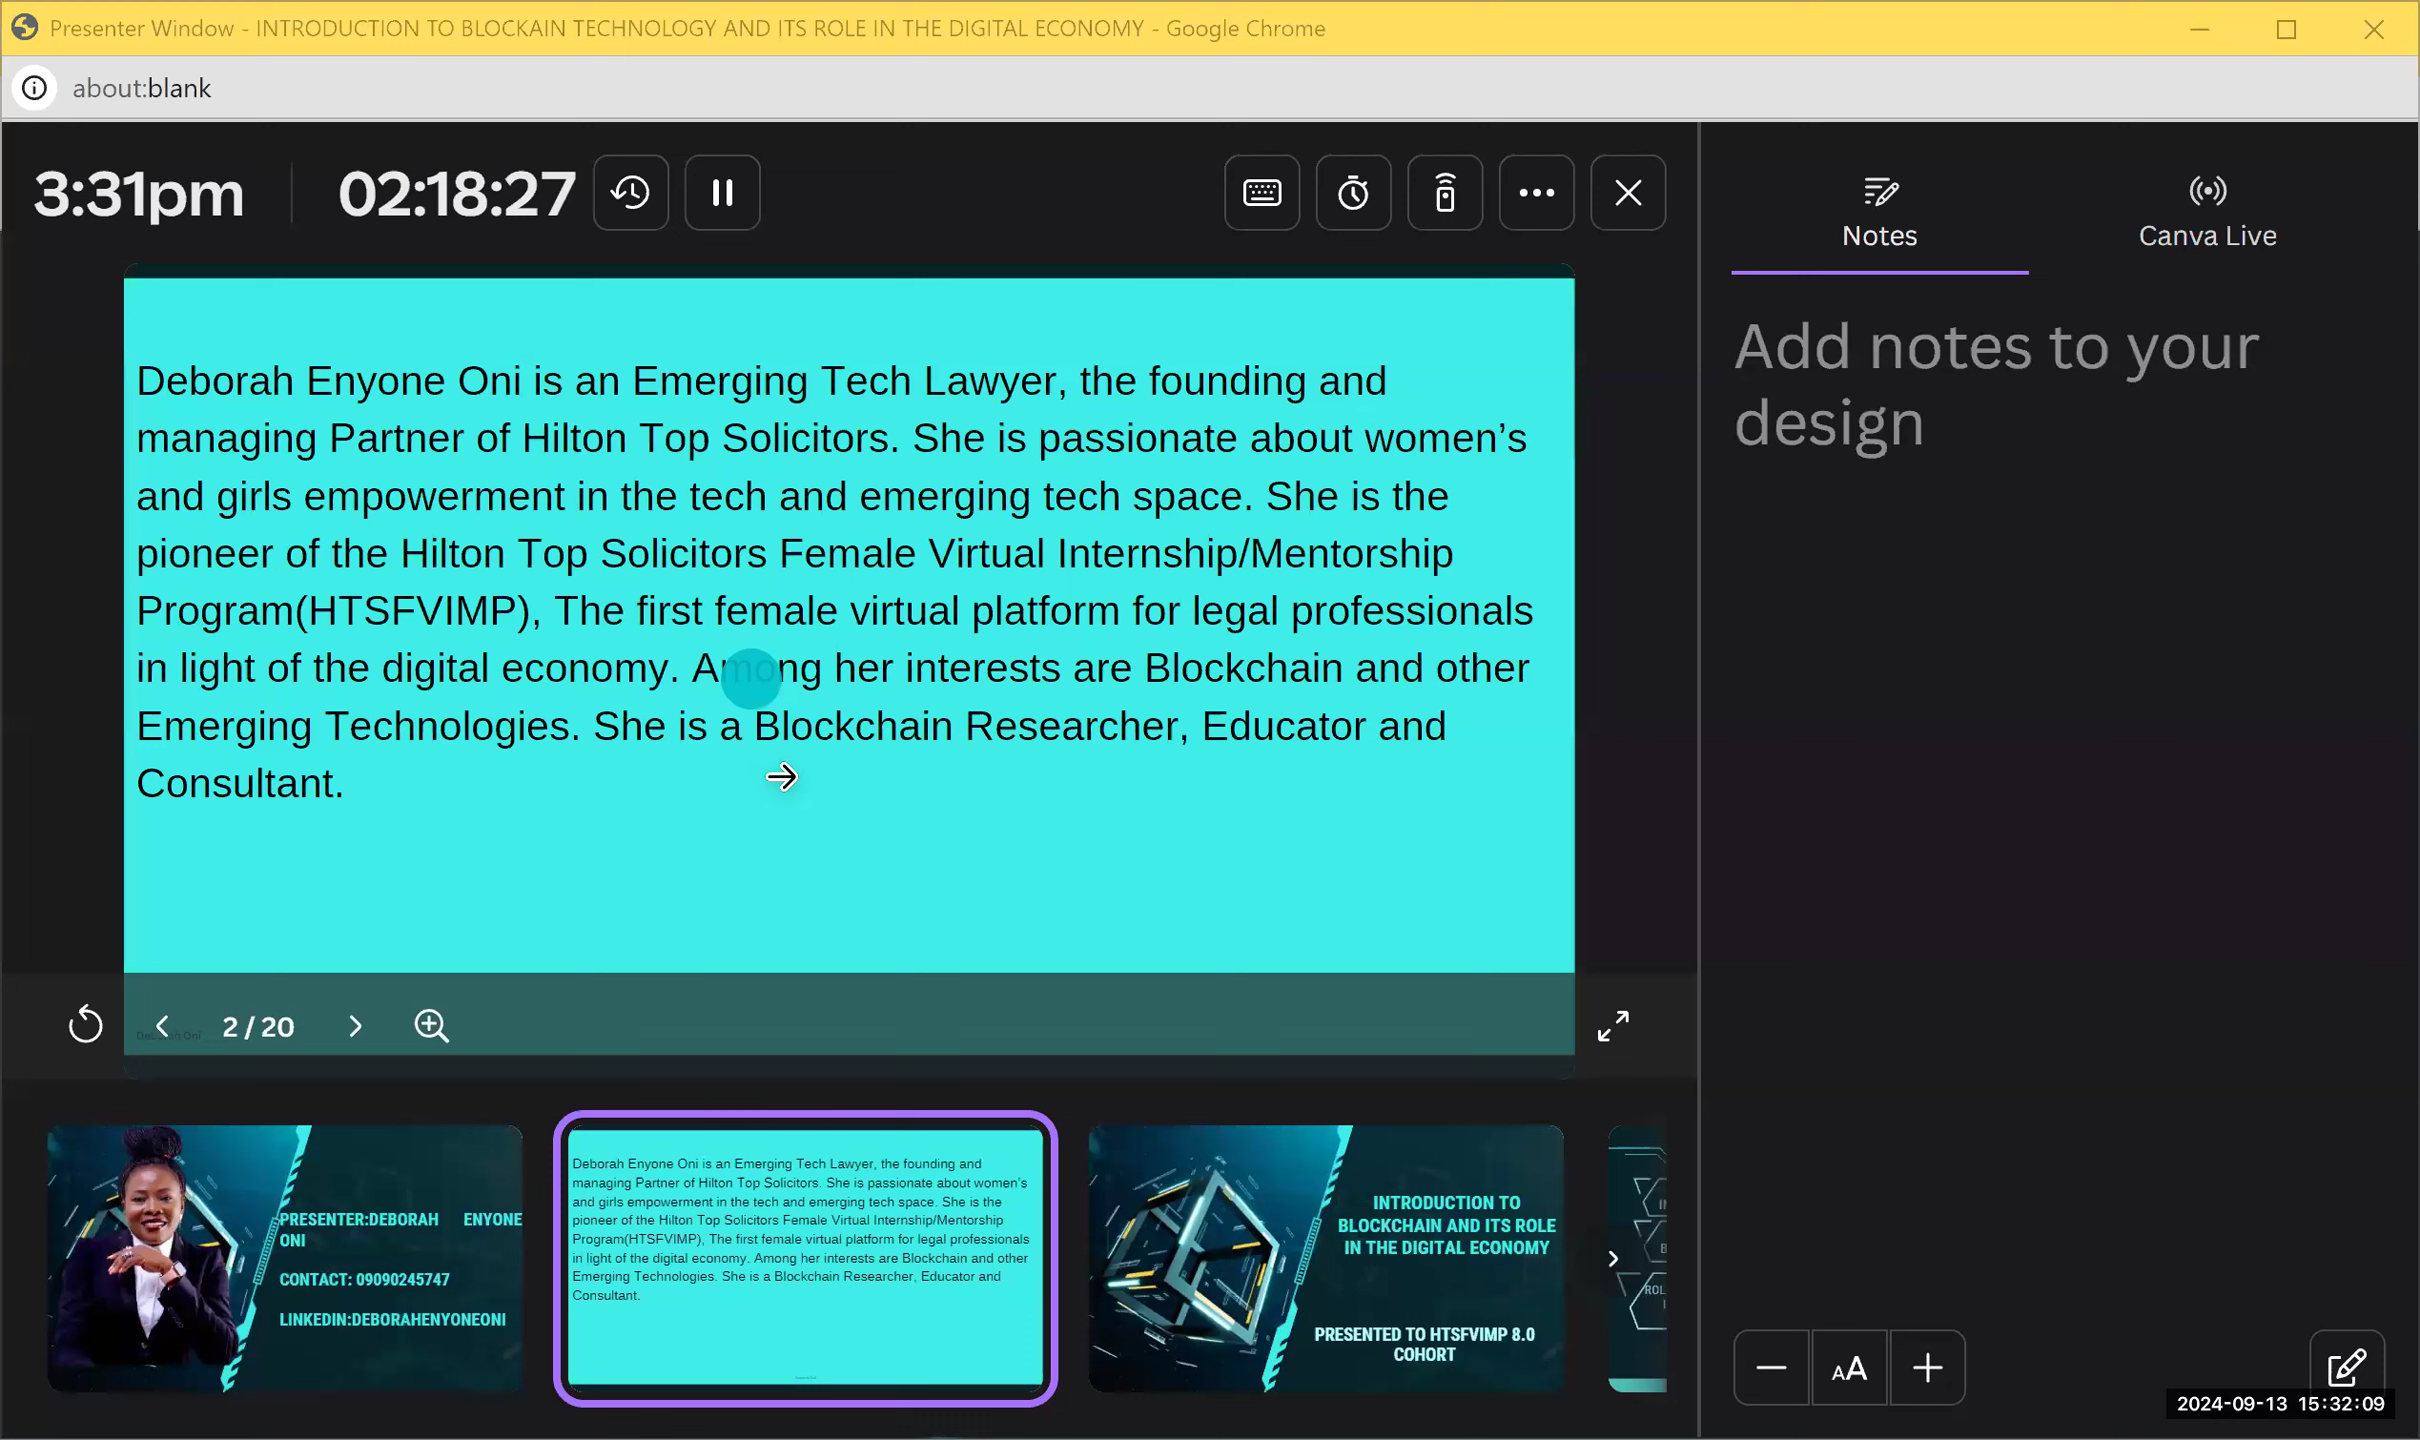 Presenter Window - INTRODUCTION TO BLOCKAIN TECHNOLOGY AND ITS ROLE IN THE DIGITAL ECONOMY - Google Chrome
about:blank
3:31pm 02:18:27
Notes
Canva Live
Add notes to your
design
Deborah Enyone Oni is an Emerging Tech Lawyer, the founding and
managing Partner of Hilton Top Solicitors. She is passionate about women’s
and girls empowerment in the tech and emerging tech space. She is the
pioneer of the Hilton Top Solicitors Female Virtual Internship/Mentorship
Program(HTSFVIMP), The first female virtual platform for legal professionals
in light of the digital economy. Among her interests are Blockchain and other
Emerging Technologies. She is a Blockchain Researcher, Educator and
Consultant.
Deborah Oni
2 / 20
PRESENTER:DEBORAH ENYONE
ONI
CONTACT: 09090245747
LINKEDIN:DEBORAHENYONEONI
Deborah Enyone Oni is an Emerging Tech Lawyer, the founding and
managing Partner of Hilton Top Solicitors. She is passionate about women’s
and girls empowerment in the tech and emerging tech space. She is the
pioneer of the Hilton Top Solicitors Female Virtual Internship/Mentorship
Program(HTSFVIMP), The first female virtual platform for legal professionals
in light of the digital economy. Among her interests are Blockchain and other
Emerging Technologies. She is a Blockchain Researcher, Educator and
Consultant.
INTRODUCTION TO
BLOCKCHAIN AND ITS ROLE
IN THE DIGITAL ECONOMY
PRESENTED TO HTSFVIMP 8.0
COHORT
AA
2024-09-13 15:32:09